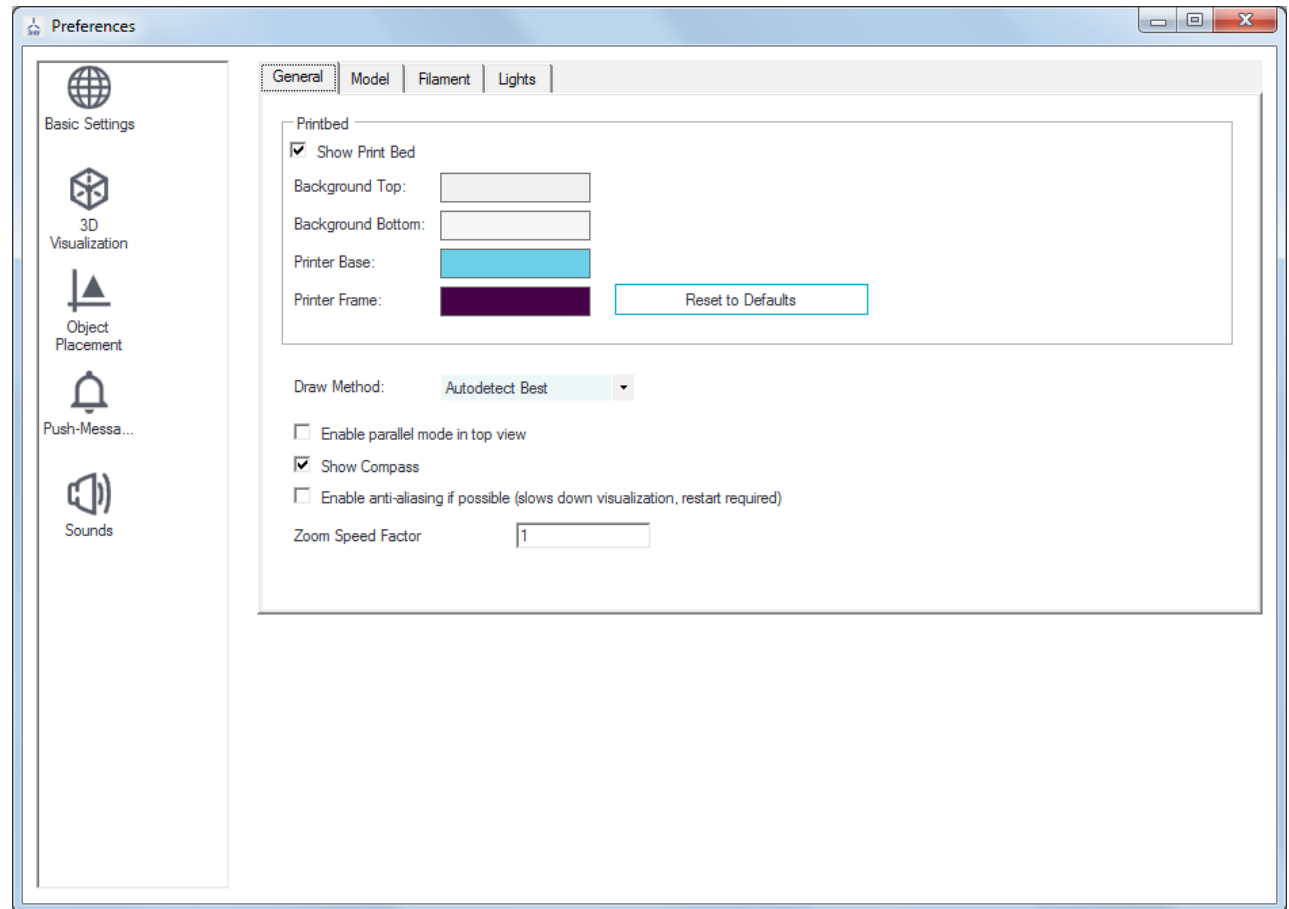 Preferences
Basic Settings
3D
Visualization
Object
Placement
Push-Messa...
Sounds
General Model Filament Lights
Printbed
Show Print Bed
Background Top:
Background Bottom:
Printer Base:
Printer Frame: Reset to Defaults
Draw Method: Autodetect Best
Enable parallel mode in top view
Show Compass
Enable anti-aliasing if possible (slows down visualization, restart required)
Zoom Speed Factor 1